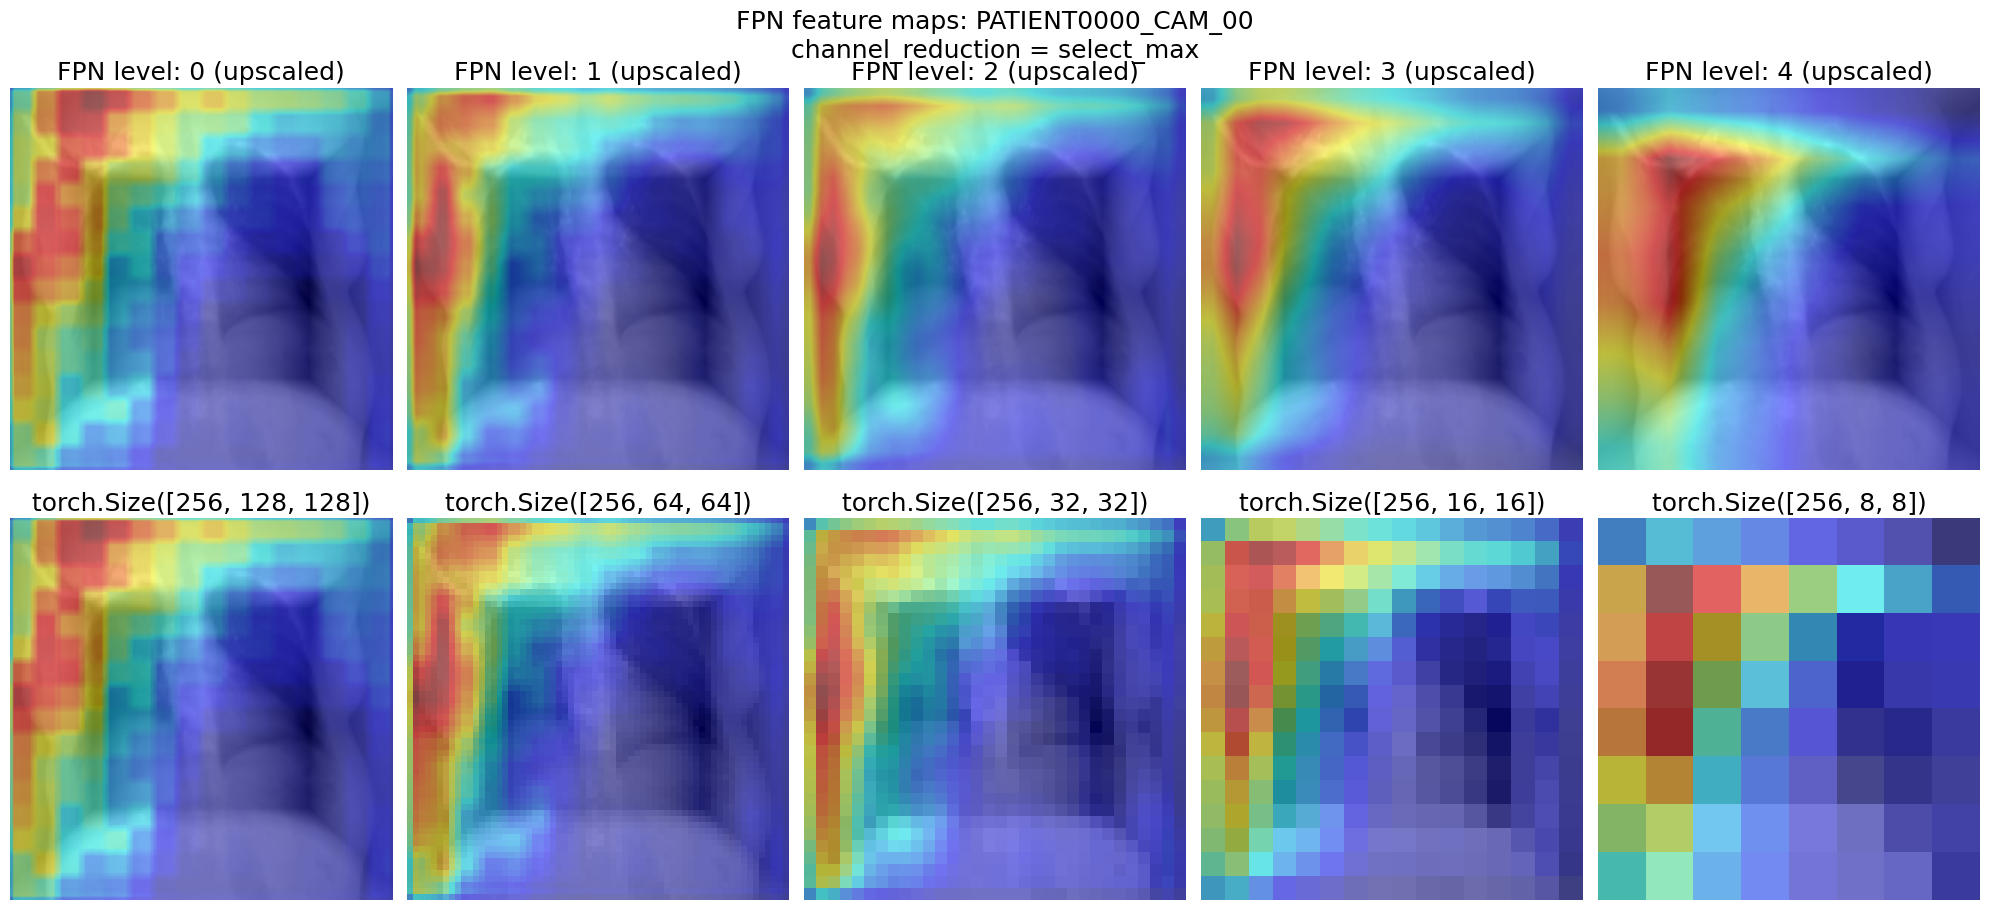 FPN feature maps: PATIENT0000_CAM_00
channel_reduction = select_max
FPN level: 0 (upscaled)
FPN level: 1 (upscaled)
FPN level: 2 (upscaled)
FPN level: 3 (upscaled)
FPN level: 4 (upscaled)
torch.Size([256, 128, 128])
torch.Size([256, 64, 64])
torch.Size([256, 32, 32])
torch.Size([256, 16, 16])
torch.Size([256, 8, 8])